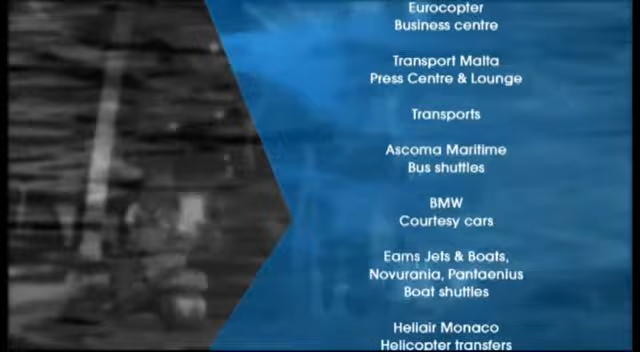 Eurocopter
Business centre
Transport Malta
Press Centre & Lounge
Transports
Ascoma Maritime
Bus shuttles
BMW
Courtesy cars
Eams Jets & Boats,
Novurania, Pantaenius
Boat shuttles
Heliair Monaco
Helicopter transfers